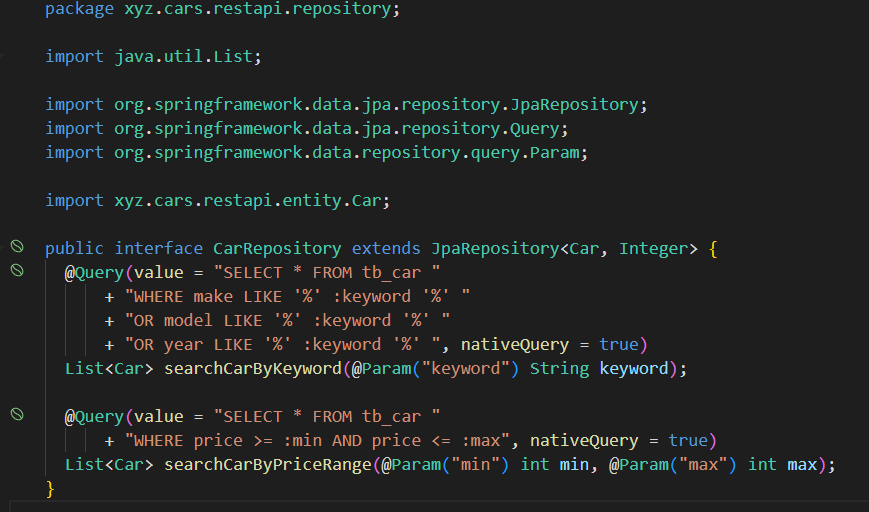 package xyz.cars.restapi.repository;
import java.util.List;
import org.springframework.data.jpa.repository.JpaRepository;
import org.springframework.data.jpa.repository.Query;
import org.springframework.data.repository.query.Param;
import xyz.cars.restapi.entity.Car;
public interface CarRepository extends JpaRepository<Car, Integer> {
@Query(value = "SELECT * FROM tb_car "
+ "WHERE make LIKE '%' :keyword '%' "
+ "OR model LIKE '%' :keyword '%' "
+ "OR year LIKE '%' :keyword '%' ", nativeQuery = true)
List<Car> searchCarByKeyword(@Param("keyword") String keyword);
@Query(value = "SELECT * FROM tb_car "
+ "WHERE price >= :min AND price <= :max", nativeQuery = true)
List<Car> searchCarByPriceRange(@Param("min") int min, @Param("max") int max);
}